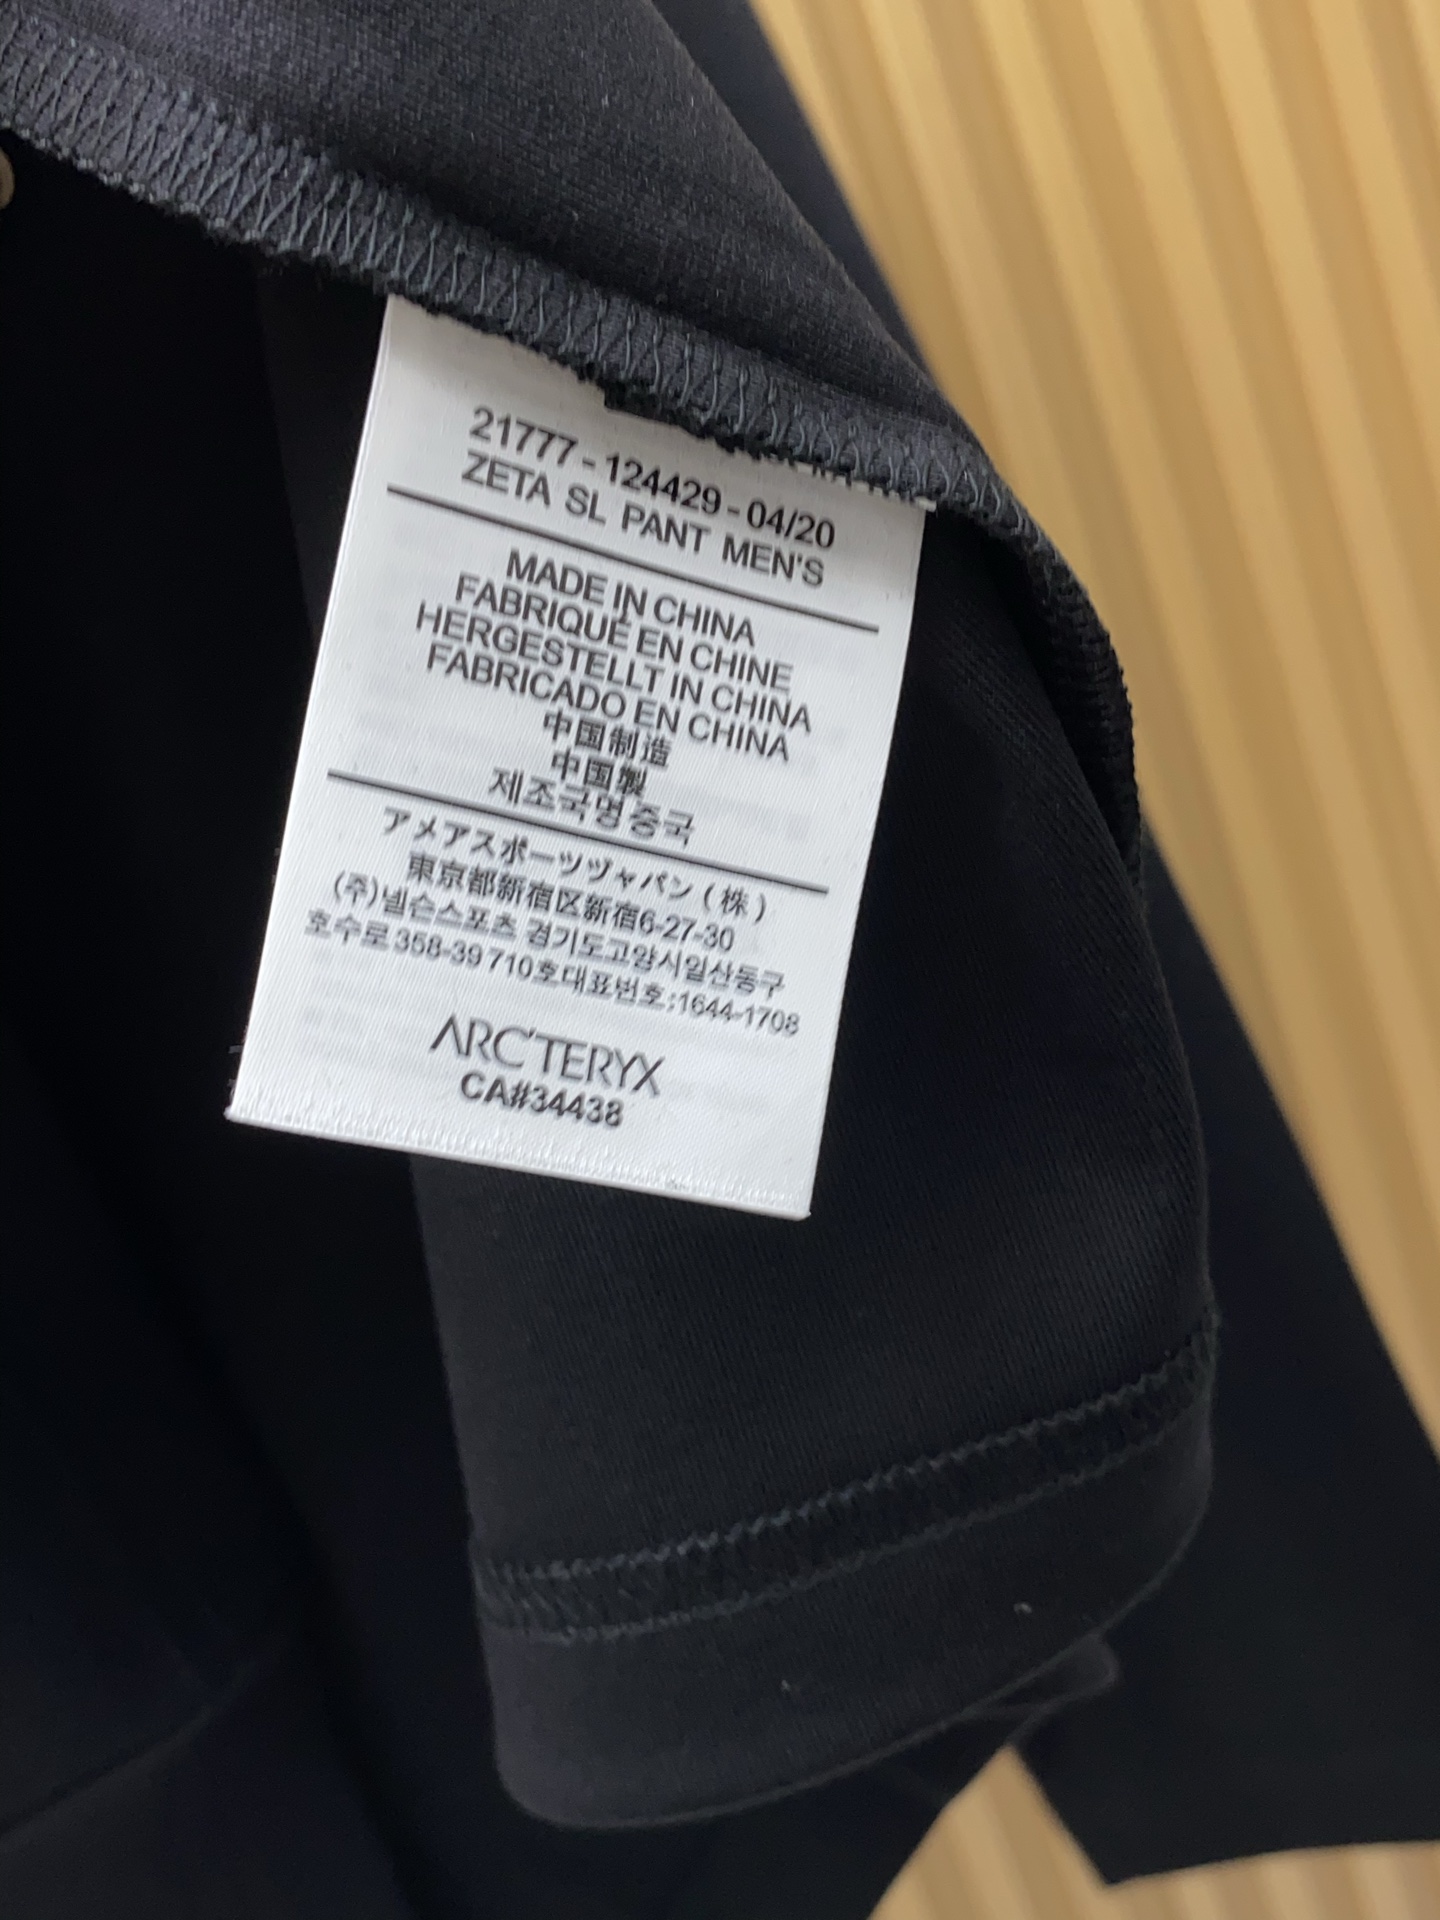 21777-124429-04/20
ZETA SL PANT MEN'S
MADE IN CHINA
FABRIQUÉ EN CHINE
HERGESTELLT IN CHINA
FABRICADO EN CHINA
中国制造
中国製
제조국명중국
アメアスポーツヅャパン(株)
東京都新宿区新宿6-27-30
(주)넬슨스포츠 경기도고양시일산동구
호수로358-39 710호대표번호:1644-1708
ARC'TERYX
CA#34438